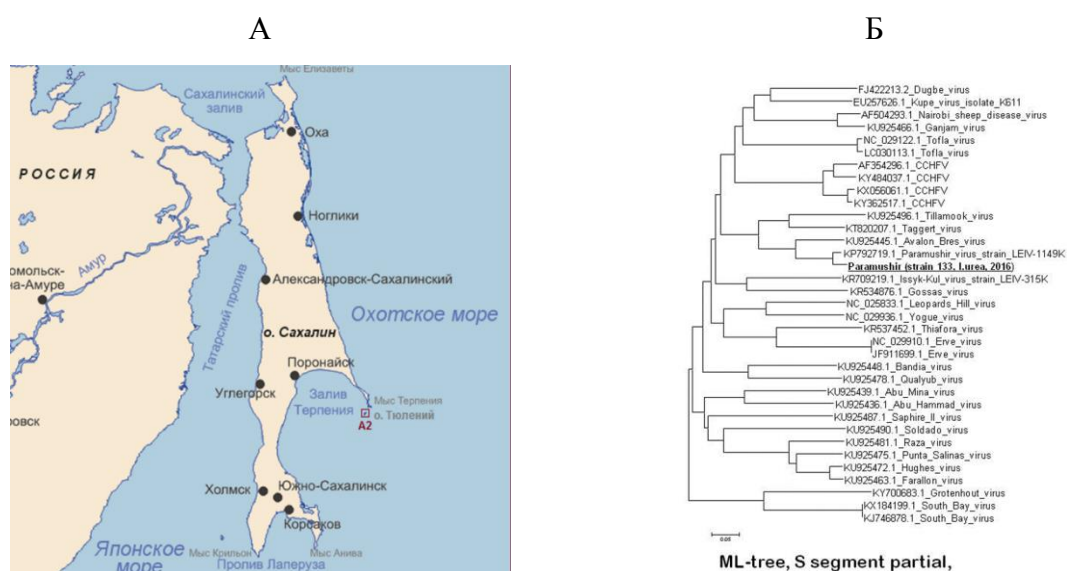 А
Б
Мыс Елизаветы
Сахалинский
залив
Оха
РОССИЯ
Ноглики
омольск-
на-Амуре
Амур
Александровск-Сахалинский
Татарский пролив
Охотское море
о. Сахалин
Поронайск
Углегорск
Залив
Терпения
Мыс Терпения
о. Тюлений
A2
ровск
Холмск
Южно-Сахалинск
Корсаков
Японское
море
Мыс Крильон
Мыс Анива
Пролив Лаперуза
FJ422213.2_Dugbe_virus
EU257626.1_Kupe_virus_isolate_K611
AF504293.1_Nairobi_sheep_disease_virus
KU925466.1_Ganjam_virus
NC_029122.1_Tofla_virus
LC030113.1_Tofla_virus
AF354296.1_CCHFV
KY484037.1_CCHFV
KX056061.1_CCHFV
KY362517.1_CCHFV
KU925496.1_Tillamook_virus
KT820207.1_Taggert_virus
KU925445.1_Avalon_Bres_virus
KP792719.1_Paramushir_virus_strain_LEIV-1149K
Paramushir (strain 133, I.urea, 2016)
KR709219.1_Issyk-Kul_virus_strain_LEIV-315K
KR534876.1_Gossas_virus
NC_025833.1_Leopards_Hill_virus
NC_029936.1_Yogue_virus
KR537452.1_Thiafora_virus
NC_029910.1_Erve_virus
JF911699.1_Erve_virus
KU925448.1_Bandia_virus
KU925478.1_Qualyub_virus
KU925439.1_Abu_Mina_virus
KU925436.1_Abu_Hammad_virus
KU925487.1_Saphire_II_virus
KU925490.1_Soldado_virus
KU925481.1_Raza_virus
KU925475.1_Punta_Salinas_virus
KU925472.1_Hughes_virus
KU925463.1_Farallon_virus
KY700683.1_Grotenhout_virus
KX184199.1_South_Bay_virus
KJ746878.1_South_Bay_virus
0.05
ML-tree, S segment partial,